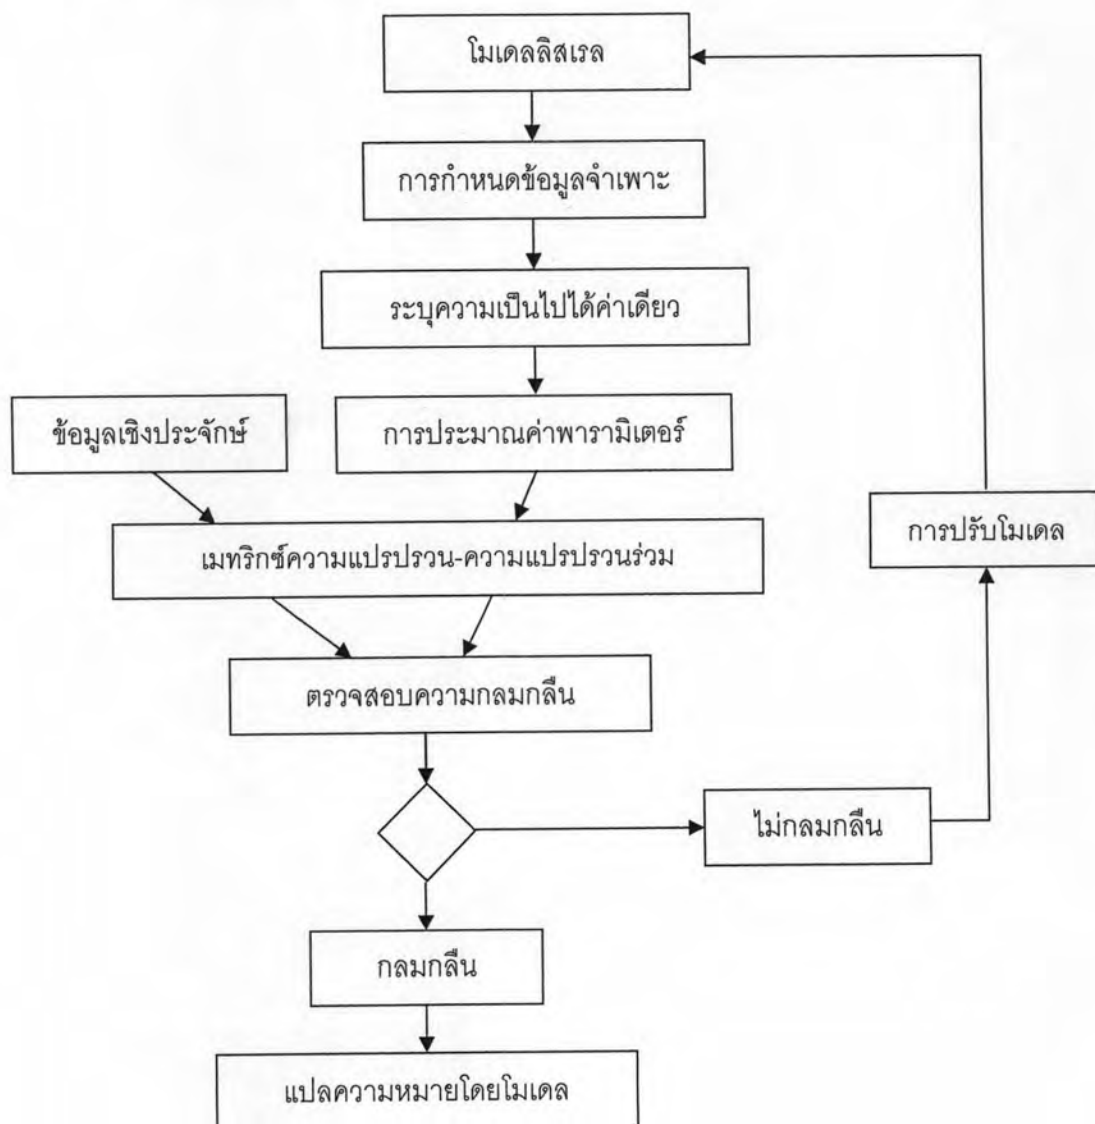 โมเดลลิสเรล
การกำหนดข้อมูลจำเพาะ
ระบุความเป็นไปได้ค่าเดียว
ข้อมูลเชิงประจักษ์
การประมาณค่าพารามิเตอร์
การปรับโมเดล
เมทริกซ์ความแปรปรวน-ความแปรปรวนร่วม
ตรวจสอบความกลมกลืน
ไม่กลมกลืน
กลมกลืน
แปลความหมายโดยโมเดล